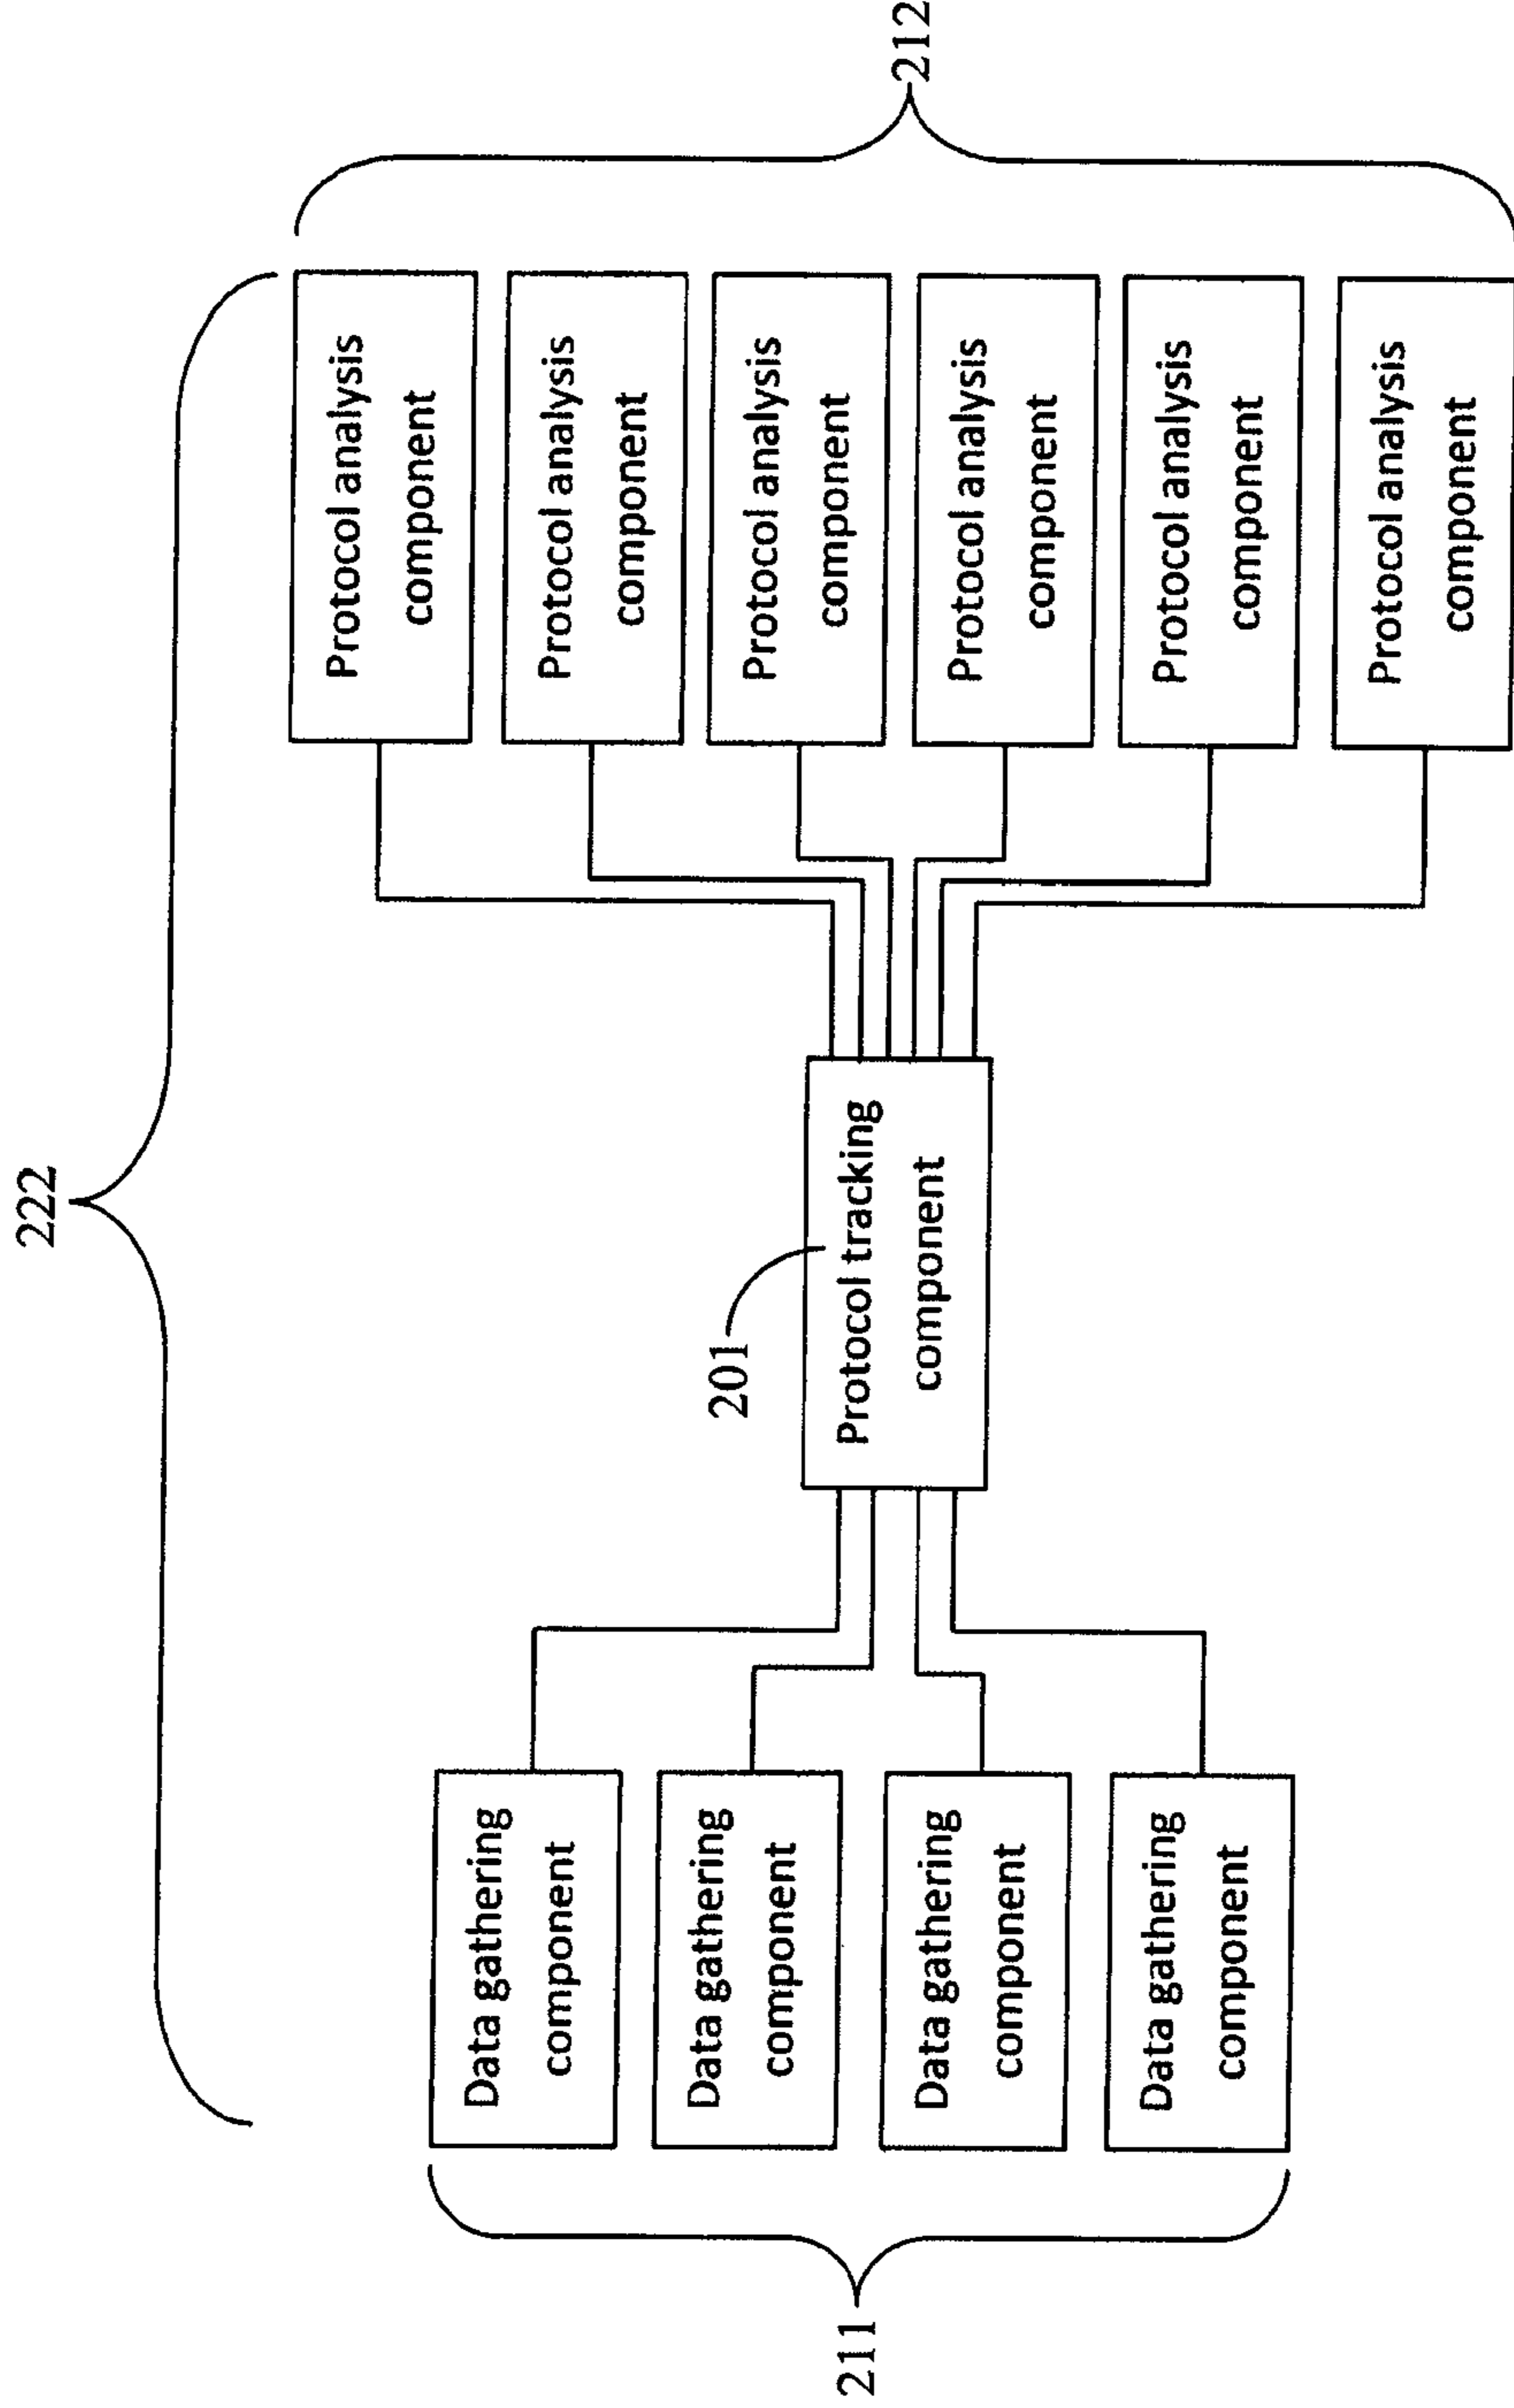 222
Data gathering
component
Data gathering
component
Data gathering
component
Data gathering
component
211
201
Protocol tracking
component
Protocol analysis
component
Protocol analysis
component
Protocol analysis
component
Protocol analysis
component
Protocol analysis
component
Protocol analysis
component
212